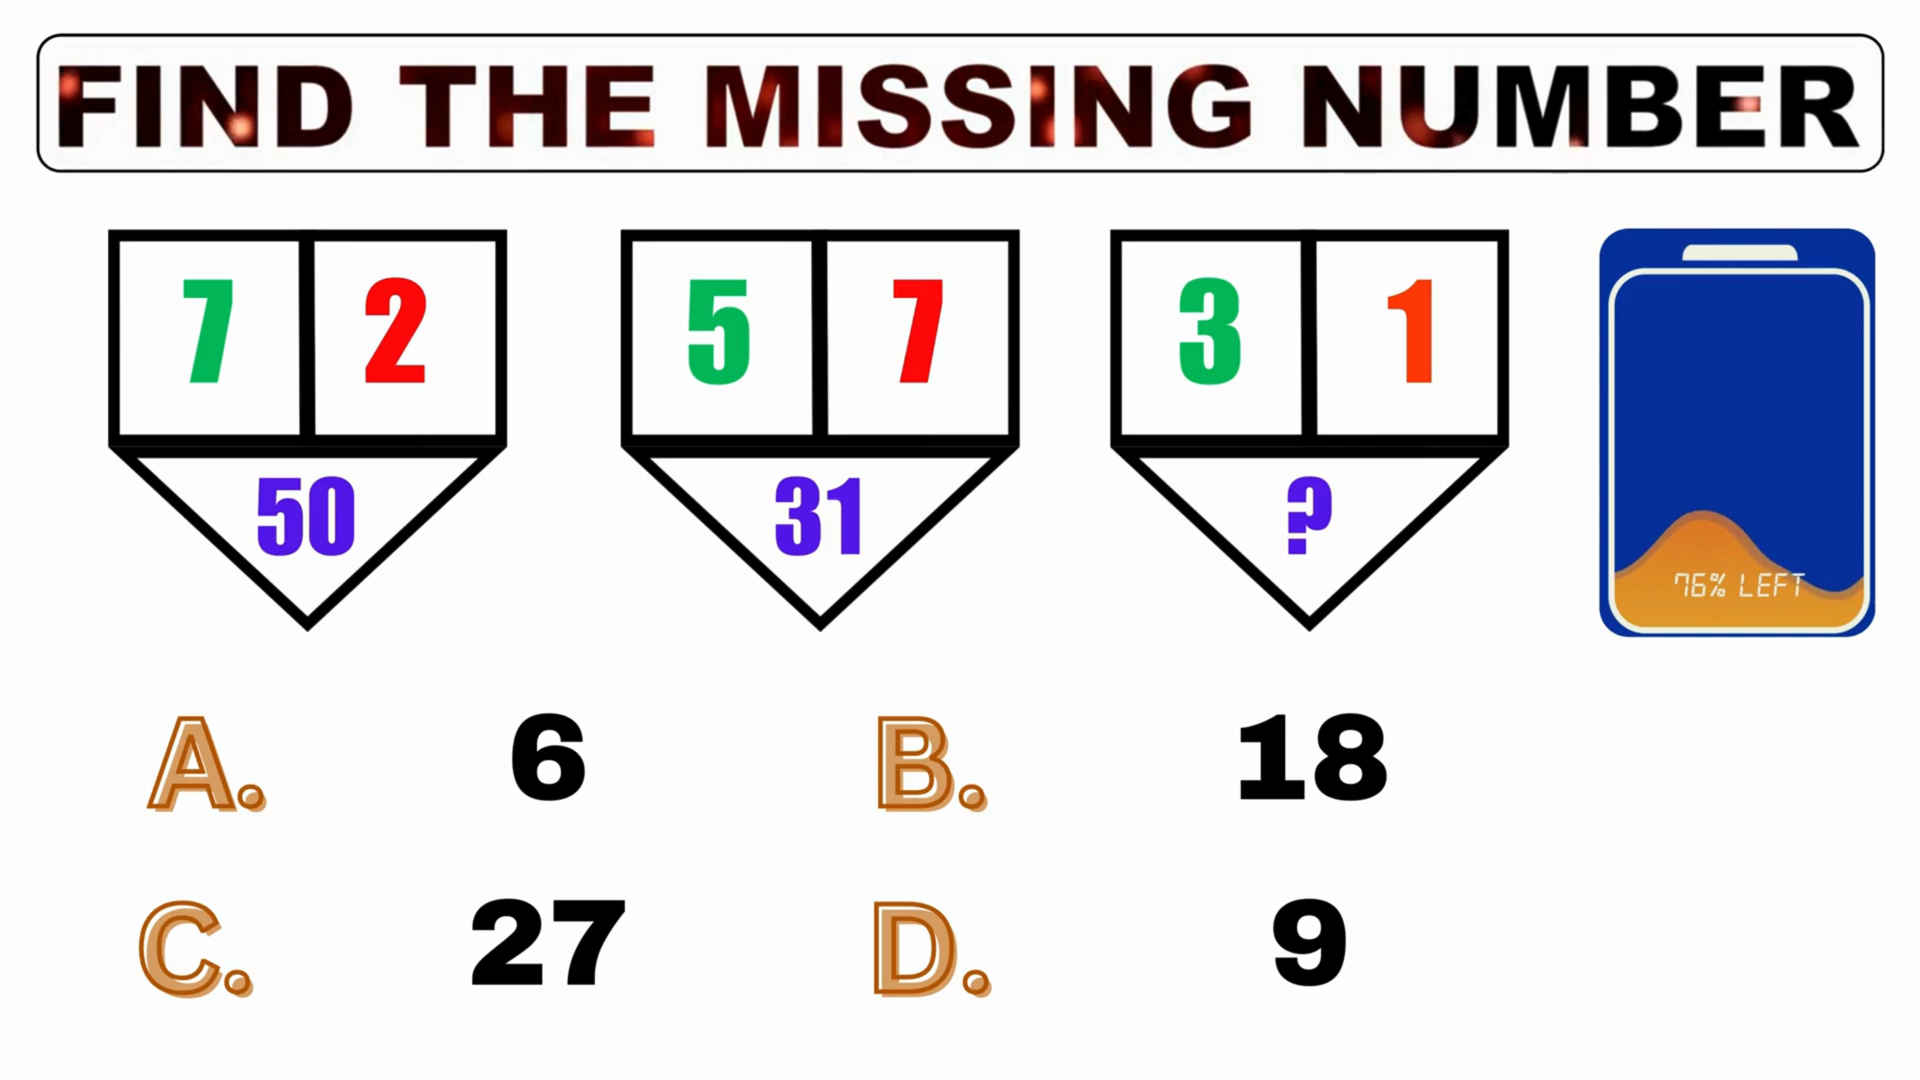 FIND THE MISSING NUMBER
7 2
50
5 7
31
3 1
?
76% LEFT
A. 6
B. 18
C. 27
D. 9